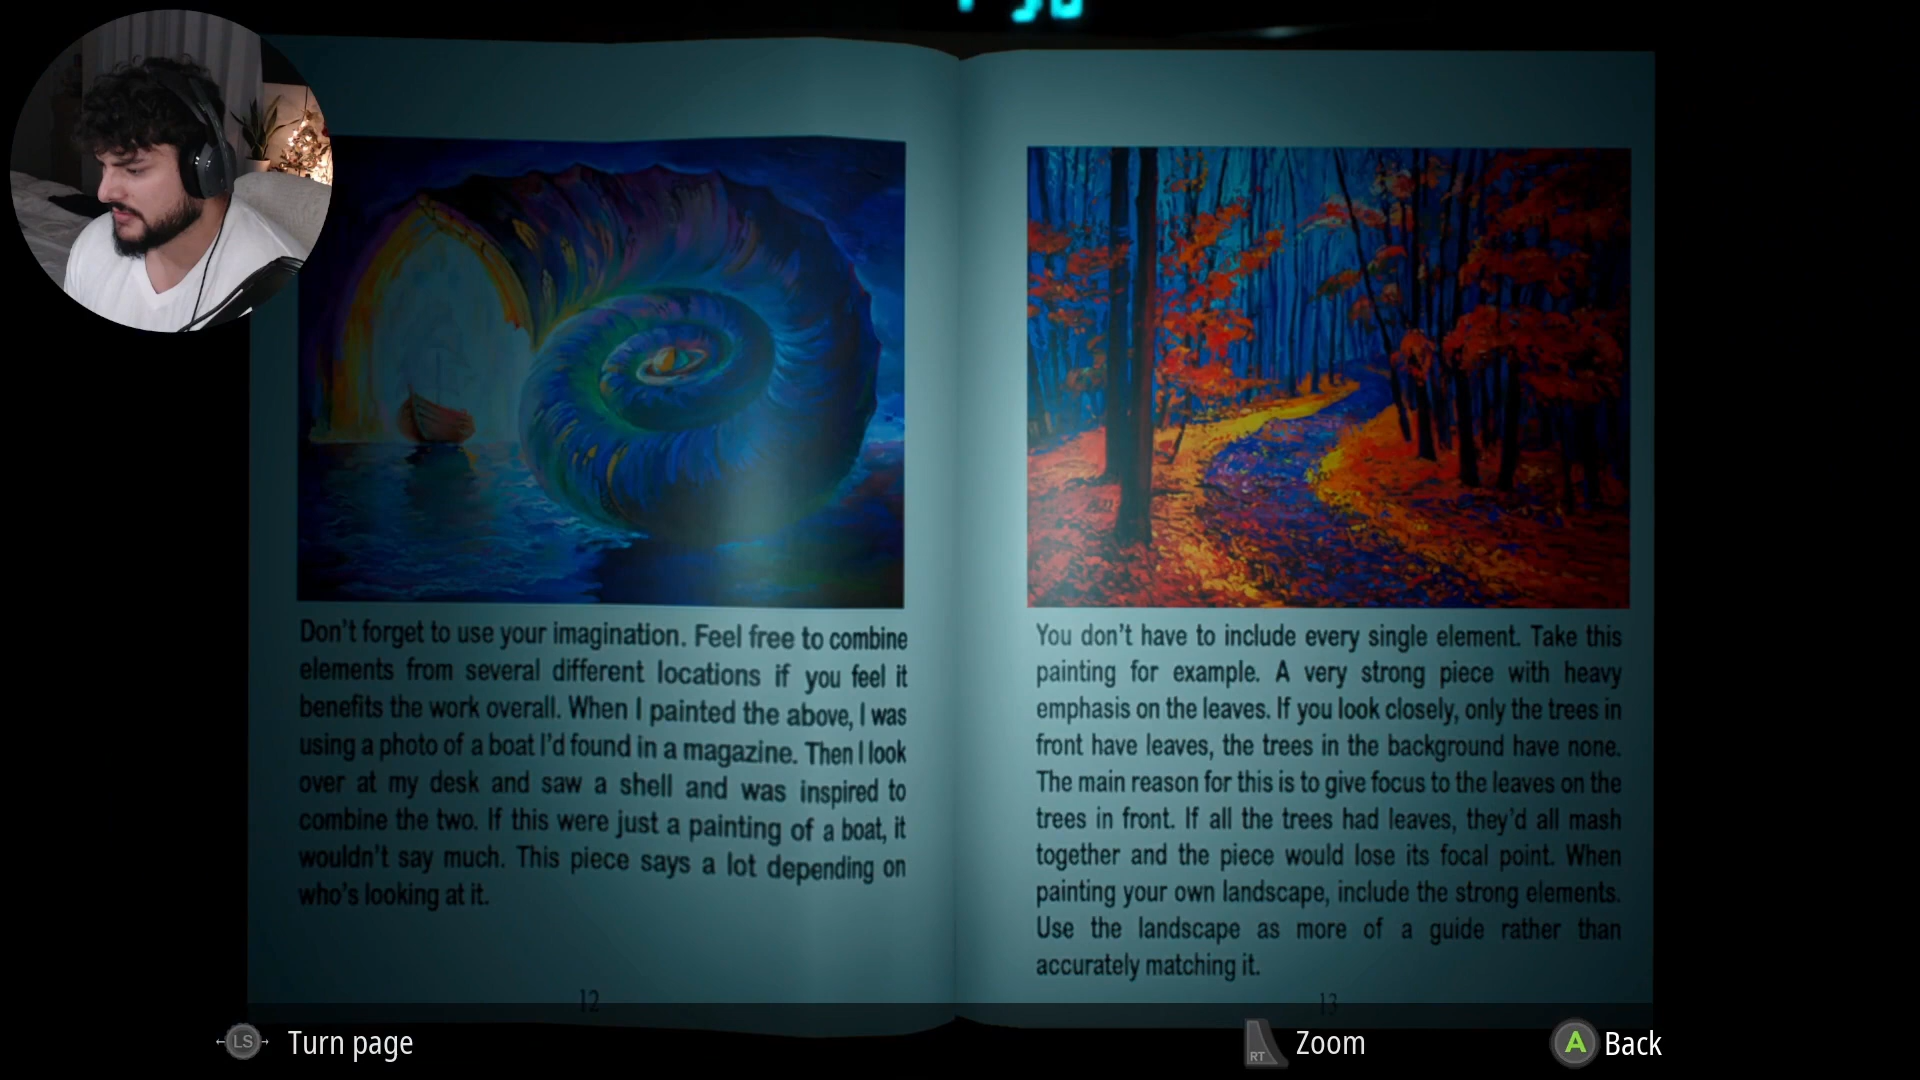 Don't forget to use your imagination. Feel free to combine
elements from several different locations if you feel it
benefits the work overall. When I painted the above, I was
using a photo of a boat I'd found in a magazine. Then I look
over at my desk and saw a shell and was inspired to
combine the two. If this were just a painting of a boat, it
wouldn't say much. This piece says a lot depending on
who's looking at it.
12
You don't have to include every single element. Take this
painting for example. A very strong piece with heavy
emphasis on the leaves. If you look closely, only the trees in
front have leaves, the trees in the background have none.
The main reason for this is to give focus to the leaves on the
trees in front. If all the trees had leaves, they'd all mash
together and the piece would lose its focal point. When
painting your own landscape, include the strong elements.
Use the landscape as more of a guide rather than
accurately matching it.
13
LS Turn page
RT Zoom
A Back